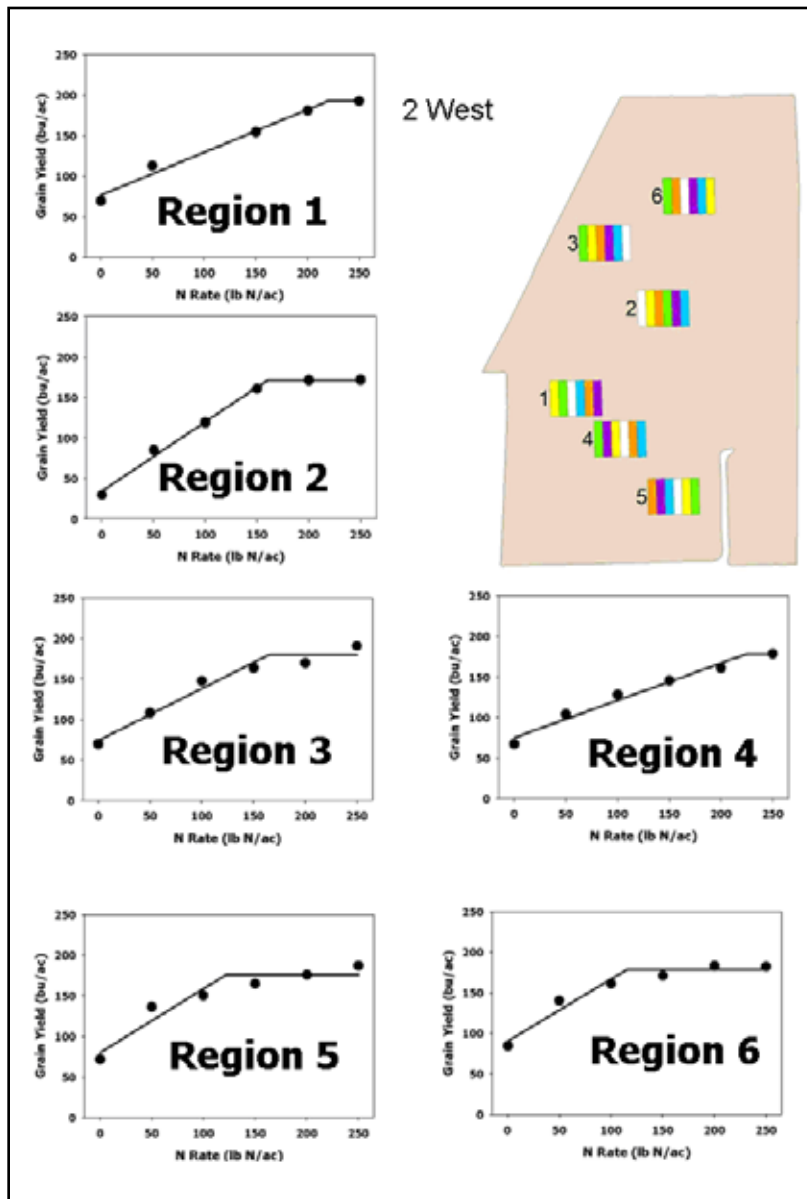 250
200
150
100
50
0
Grain Yield (bu/ac)
Region 1
0 50 100 150 200 250
N Rate (lb N/ac)
2 West
6
3
2
1
4
5
250
200
150
100
50
0
Grain Yield (bu/ac)
Region 2
0 50 100 150 200 250
N Rate (lb N/ac)
250
200
150
100
50
0
Grain Yield (bu/ac)
Region 3
0 50 100 150 200 250
N Rate (lb N/ac)
250
200
150
100
50
0
Grain Yield (bu/ac)
Region 4
0 50 100 150 200 250
N Rate (lb N/ac)
250
200
150
100
50
0
Grain Yield (bu/ac)
Region 5
0 50 100 150 200 250
N Rate (lb N/ac)
250
200
150
100
50
0
Grain Yield (bu/ac)
Region 6
0 50 100 150 200 250
N Rate (lb N/ac)